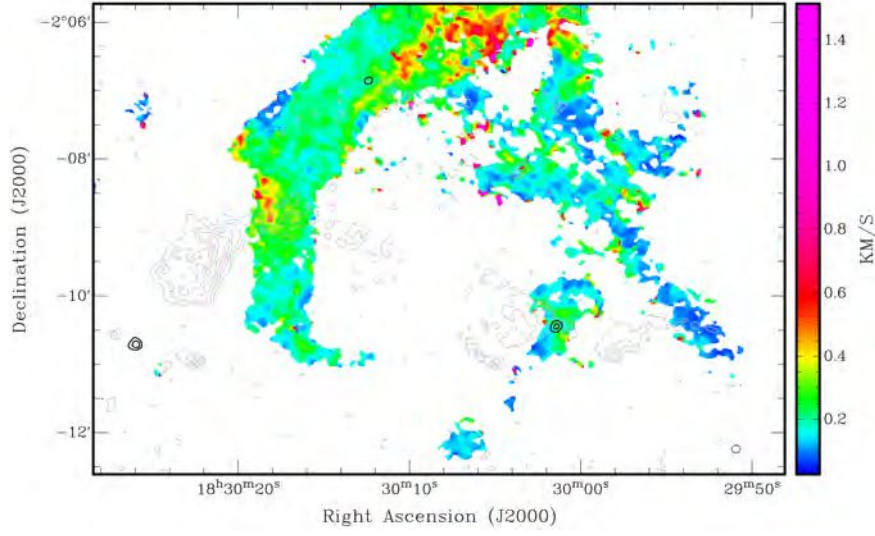 -2°06'
-08'
-10'
-12'
Declination (J2000)
18ʰ30ᵐ20ˢ
30ᵐ10ˢ
30ᵐ00ˢ
29ᵐ50ˢ
Right Ascension (J2000)
1.4
1.2
1.0
0.8
0.6
0.4
0.2
KM/S